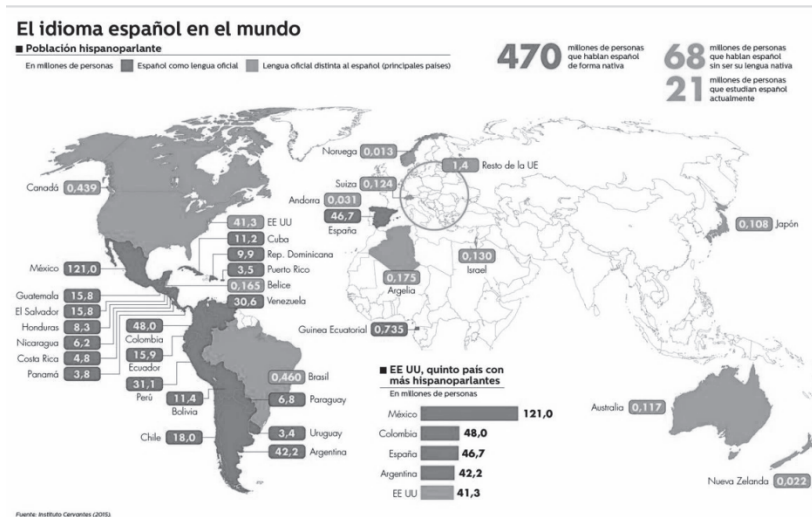 El idioma español en el mundo
Población hispanoparlante
En millones de personas Español como lengua oficial Lengua oficial distinta al español (principales países)
470 millones de personas
que hablan español
de forma nativa
68 millones de personas
que hablan español
sin ser su lengua nativa
21 millones de personas
que estudian español
actualmente
Canadá 0,439
41,3 EE UU
11,2 Cuba
9,9 Rep. Dominicana
3,5 Puerto Rico
0,165 Belice
30,6 Venezuela
México 121,0
Guatemala 15,8
El Salvador 15,8
Honduras 8,3
Nicaragua 6,2
Costa Rica 4,8
Panamá 3,8
48,0
Colombia
15,9
Ecuador
31,1
Perú
11,4
Bolivia
0,460 Brasil
6,8 Paraguay
Chile 18,0
3,4 Uruguay
42,2 Argentina
Noruega 0,013
Suiza 0,124
1,4 Resto de la UE
Andorra
0,031
46,7
España
0,175
Argelia
0,130
Israel
Guinea Ecuatorial 0,735
0,108 Japón
Australia 0,117
Nueva Zelanda 0,022
EE UU, quinto país con
más hispanoparlantes
En millones de personas
México 121,0
Colombia 48,0
España 46,7
Argentina 42,2
EE UU 41,3
Fuente: Instituto Cervantes (2015).